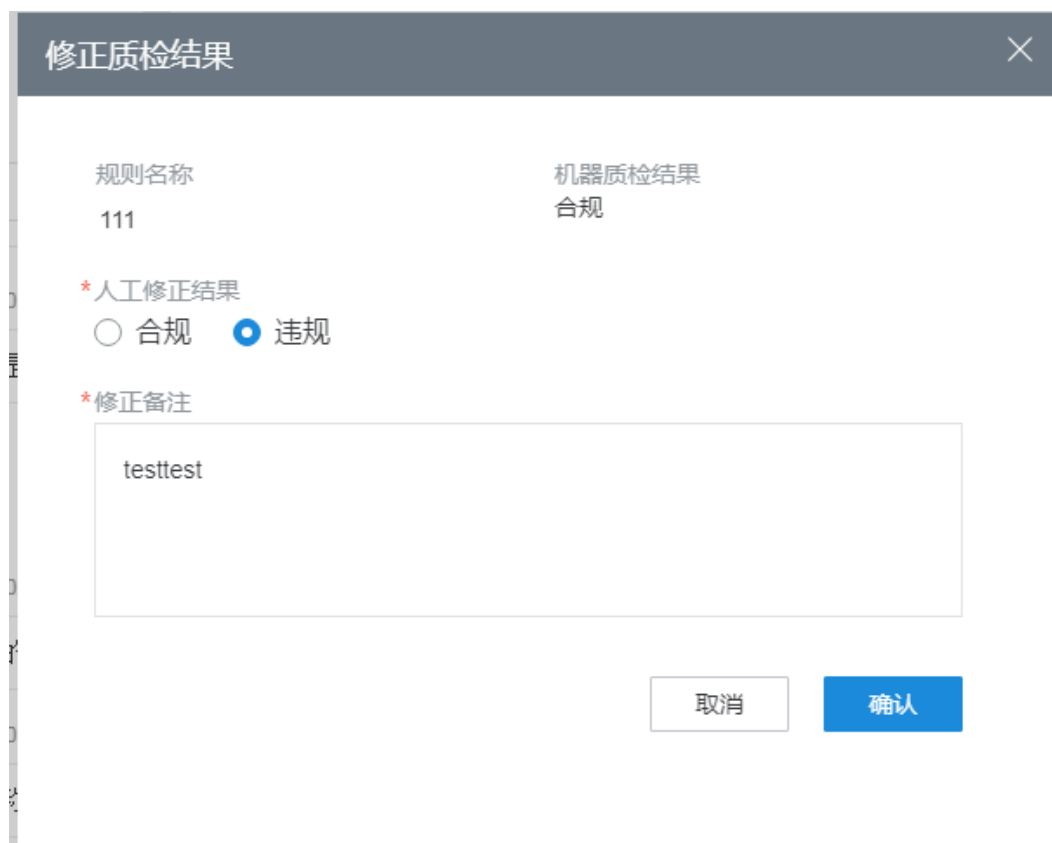 修正质检结果
规则名称
机器质检结果
111
合规
*人工修正结果
合规 违规
*修正备注
testtest
取消 确认